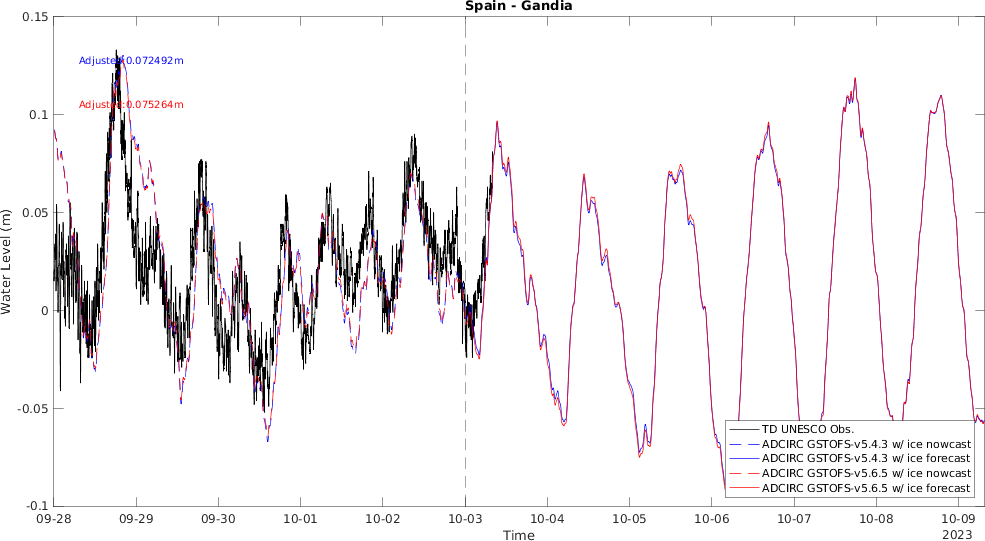 Spain - Gandia
0.15
0.1
0.05
0
-0.05
-0.1
Water Level (m)
Adjusted:0.072492m
Adjusted:0.075264m
TD UNESCO Obs.
ADCIRC GSTOFS-v5.4.3 w/ ice nowcast
ADCIRC GSTOFS-v5.4.3 w/ ice forecast
ADCIRC GSTOFS-v5.6.5 w/ ice nowcast
ADCIRC GSTOFS-v5.6.5 w/ ice forecast
09-28 09-29 09-30 10-01 10-02 10-03 10-04 10-05 10-06 10-07 10-08 10-09
2023
Time